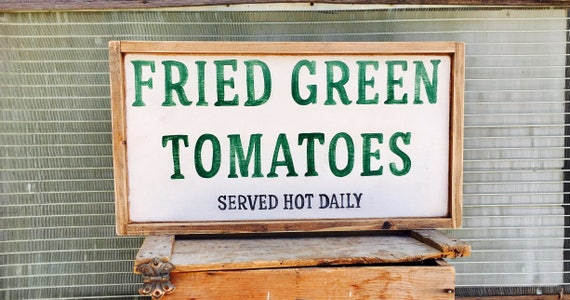 FRIED GREEN
TOMATOES
SERVED HOT DAILY